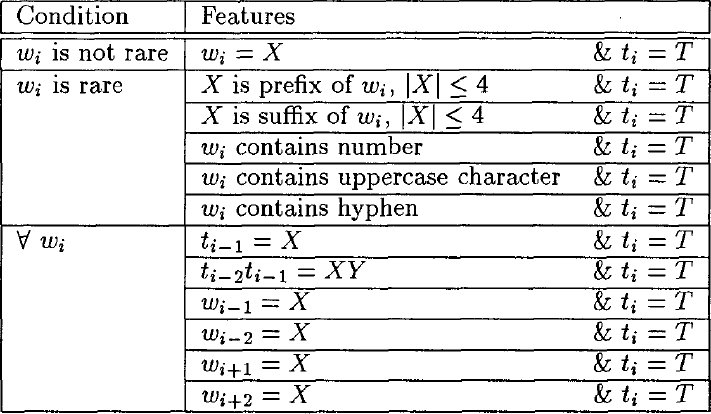 Condition Features
w_i is not rare w_i = X & t_i = T
w_i is rare X is prefix of w_i, |X| ≤ 4 & t_i = T
X is suffix of w_i, |X| ≤ 4 & t_i = T
w_i contains number & t_i = T
w_i contains uppercase character & t_i = T
w_i contains hyphen & t_i = T
∀ w_i t_{i−1} = X & t_i = T
t_{i−2}t_{i−1} = XY & t_i = T
w_{i−1} = X & t_i = T
w_{i−2} = X & t_i = T
w_{i+1} = X & t_i = T
w_{i+2} = X & t_i = T